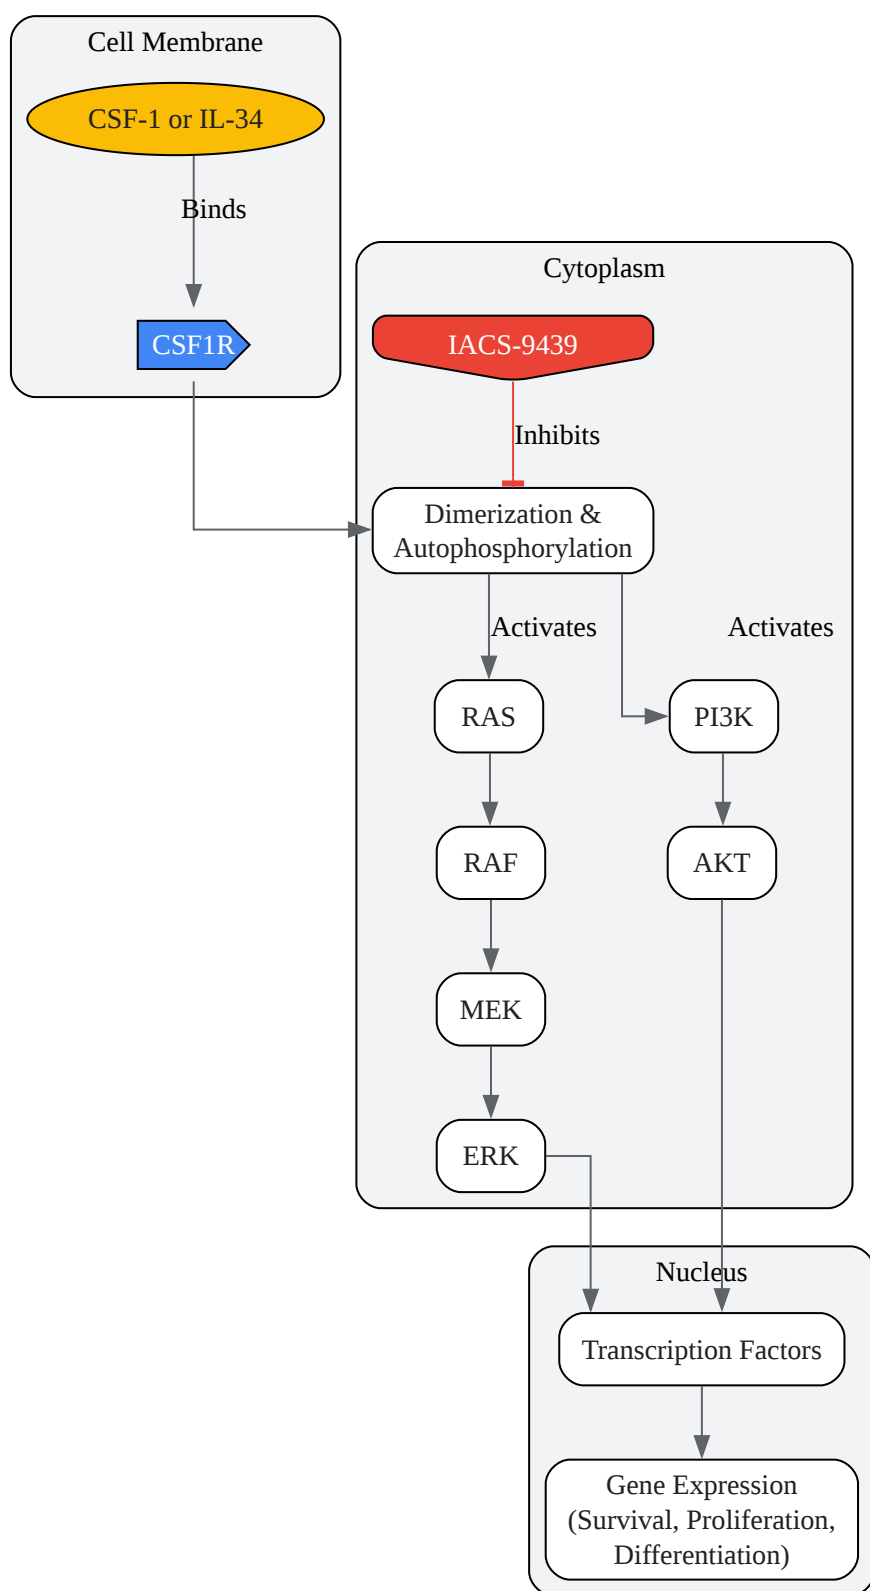 Cell Membrane
CSF-1 or IL-34
Binds
CSF1R
Cytoplasm
IACS-9439
Inhibits
Dimerization &
Autophosphorylation
Activates
Activates
RAS
PI3K
RAF
AKT
MEK
ERK
Nucleus
Transcription Factors
Gene Expression
(Survival, Proliferation,
Differentiation)